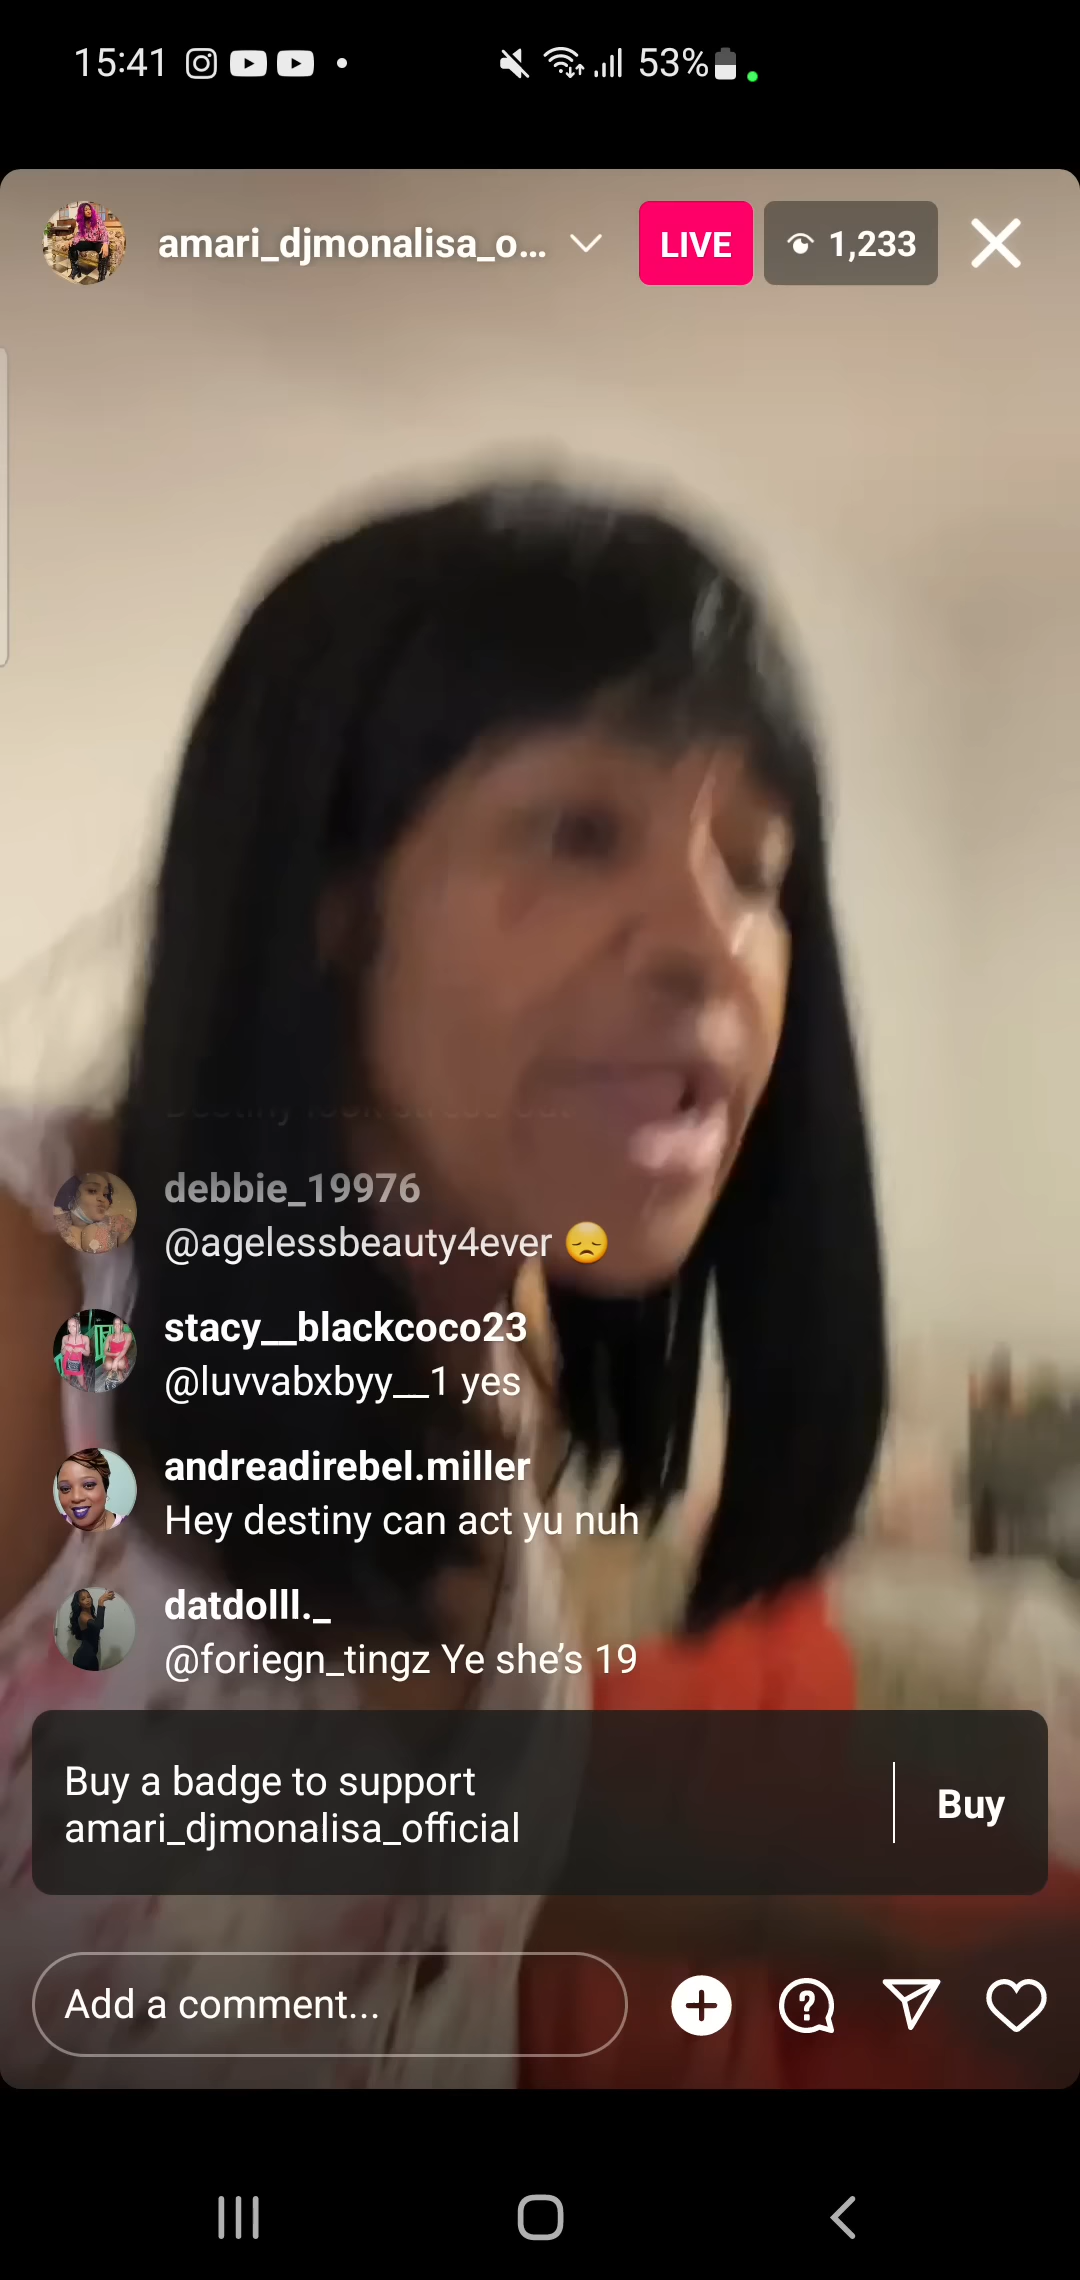 15:41
53%
amari_djmonalisa_o...
LIVE
1,233
debbie_19976
@agelessbeauty4ever 😞
stacy__blackcoco23
@luvvabxbyy__1 yes
andreadirebel.miller
Hey destiny can act yu nuh
datdolll._
@foriegn_tingz Ye she's 19
Buy a badge to support
amari_djmonalisa_official
Buy
Add a comment...